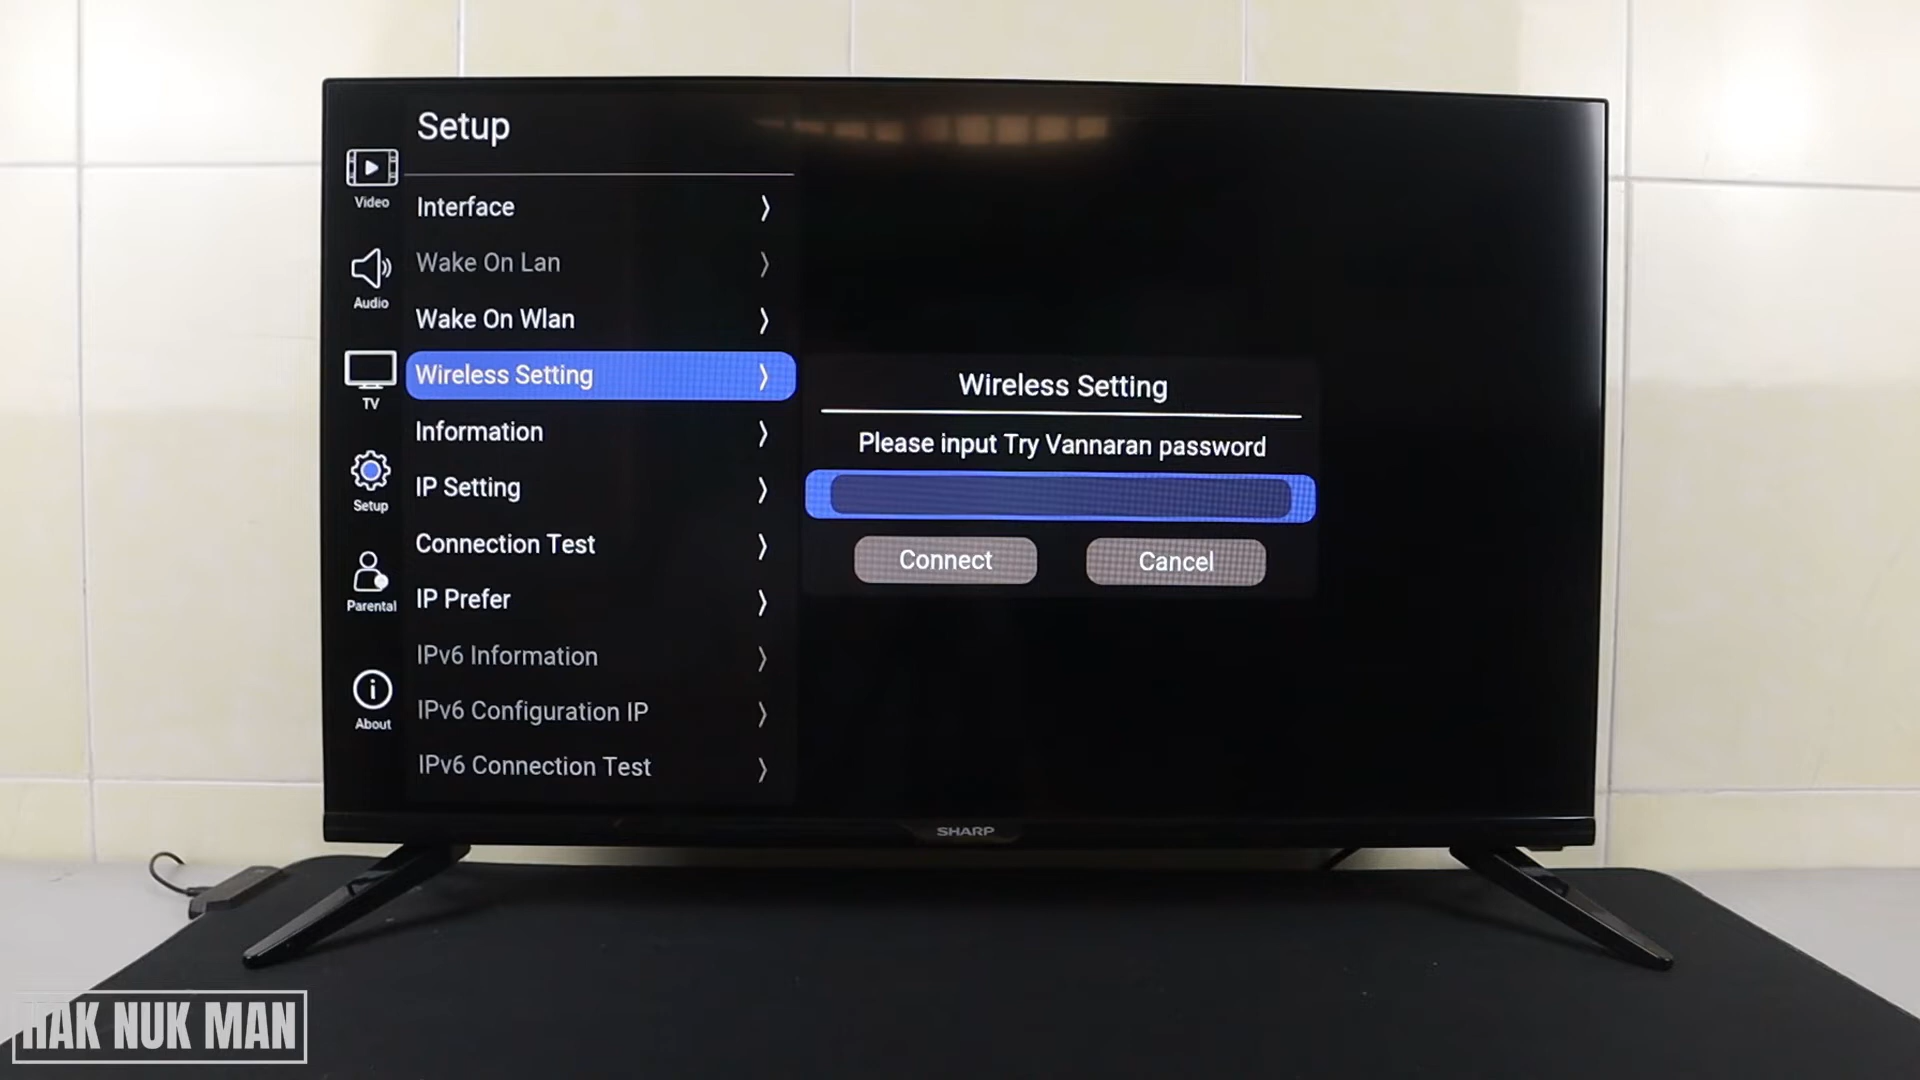 Setup
Video
Audio
TV
Setup
Parental
About
Interface
Wake On Lan
Wake On Wlan
Wireless Setting
Information
IP Setting
Connection Test
IP Prefer
IPv6 Information
IPv6 Configuration IP
IPv6 Connection Test
Wireless Setting
Please input Try Vannaran password
Connect
Cancel
SHARP
HAK NUK MAN